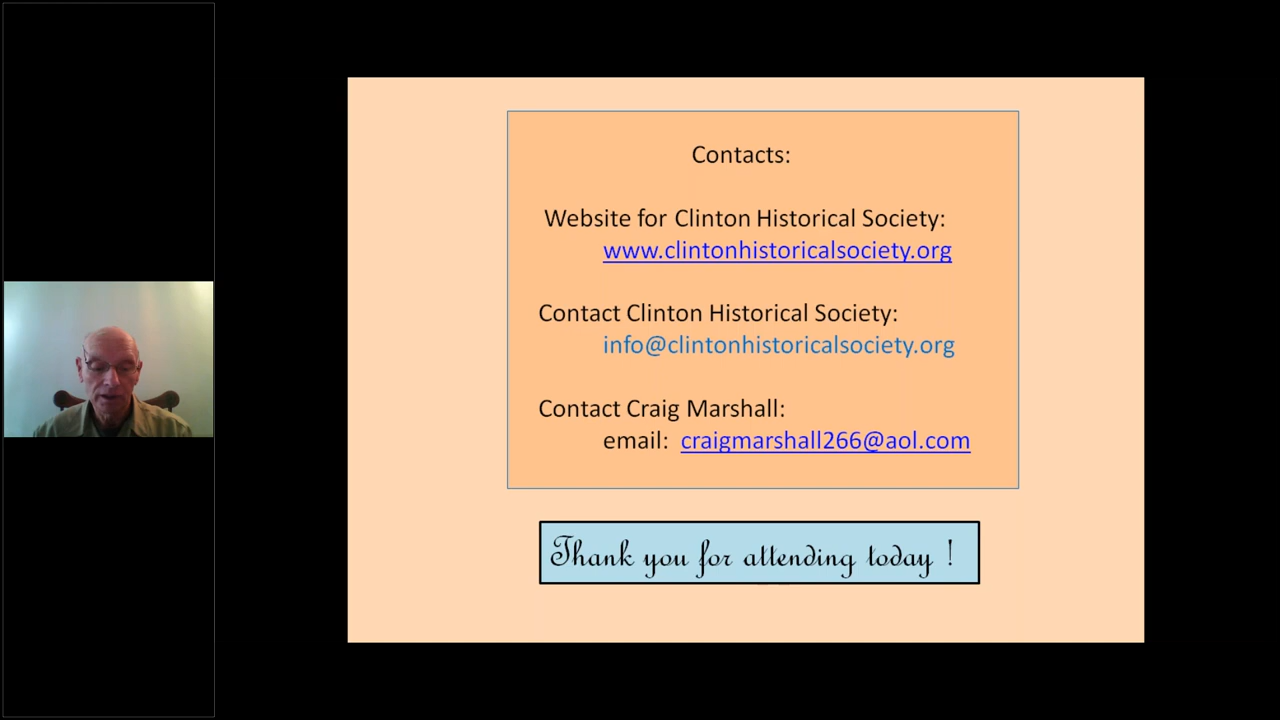 Contacts:
Website for Clinton Historical Society:
www.clintonhistoricalsociety.org
Contact Clinton Historical Society:
info@clintonhistoricalsociety.org
Contact Craig Marshall:
email: craigmarshall266@aol.com
Thank you for attending today !